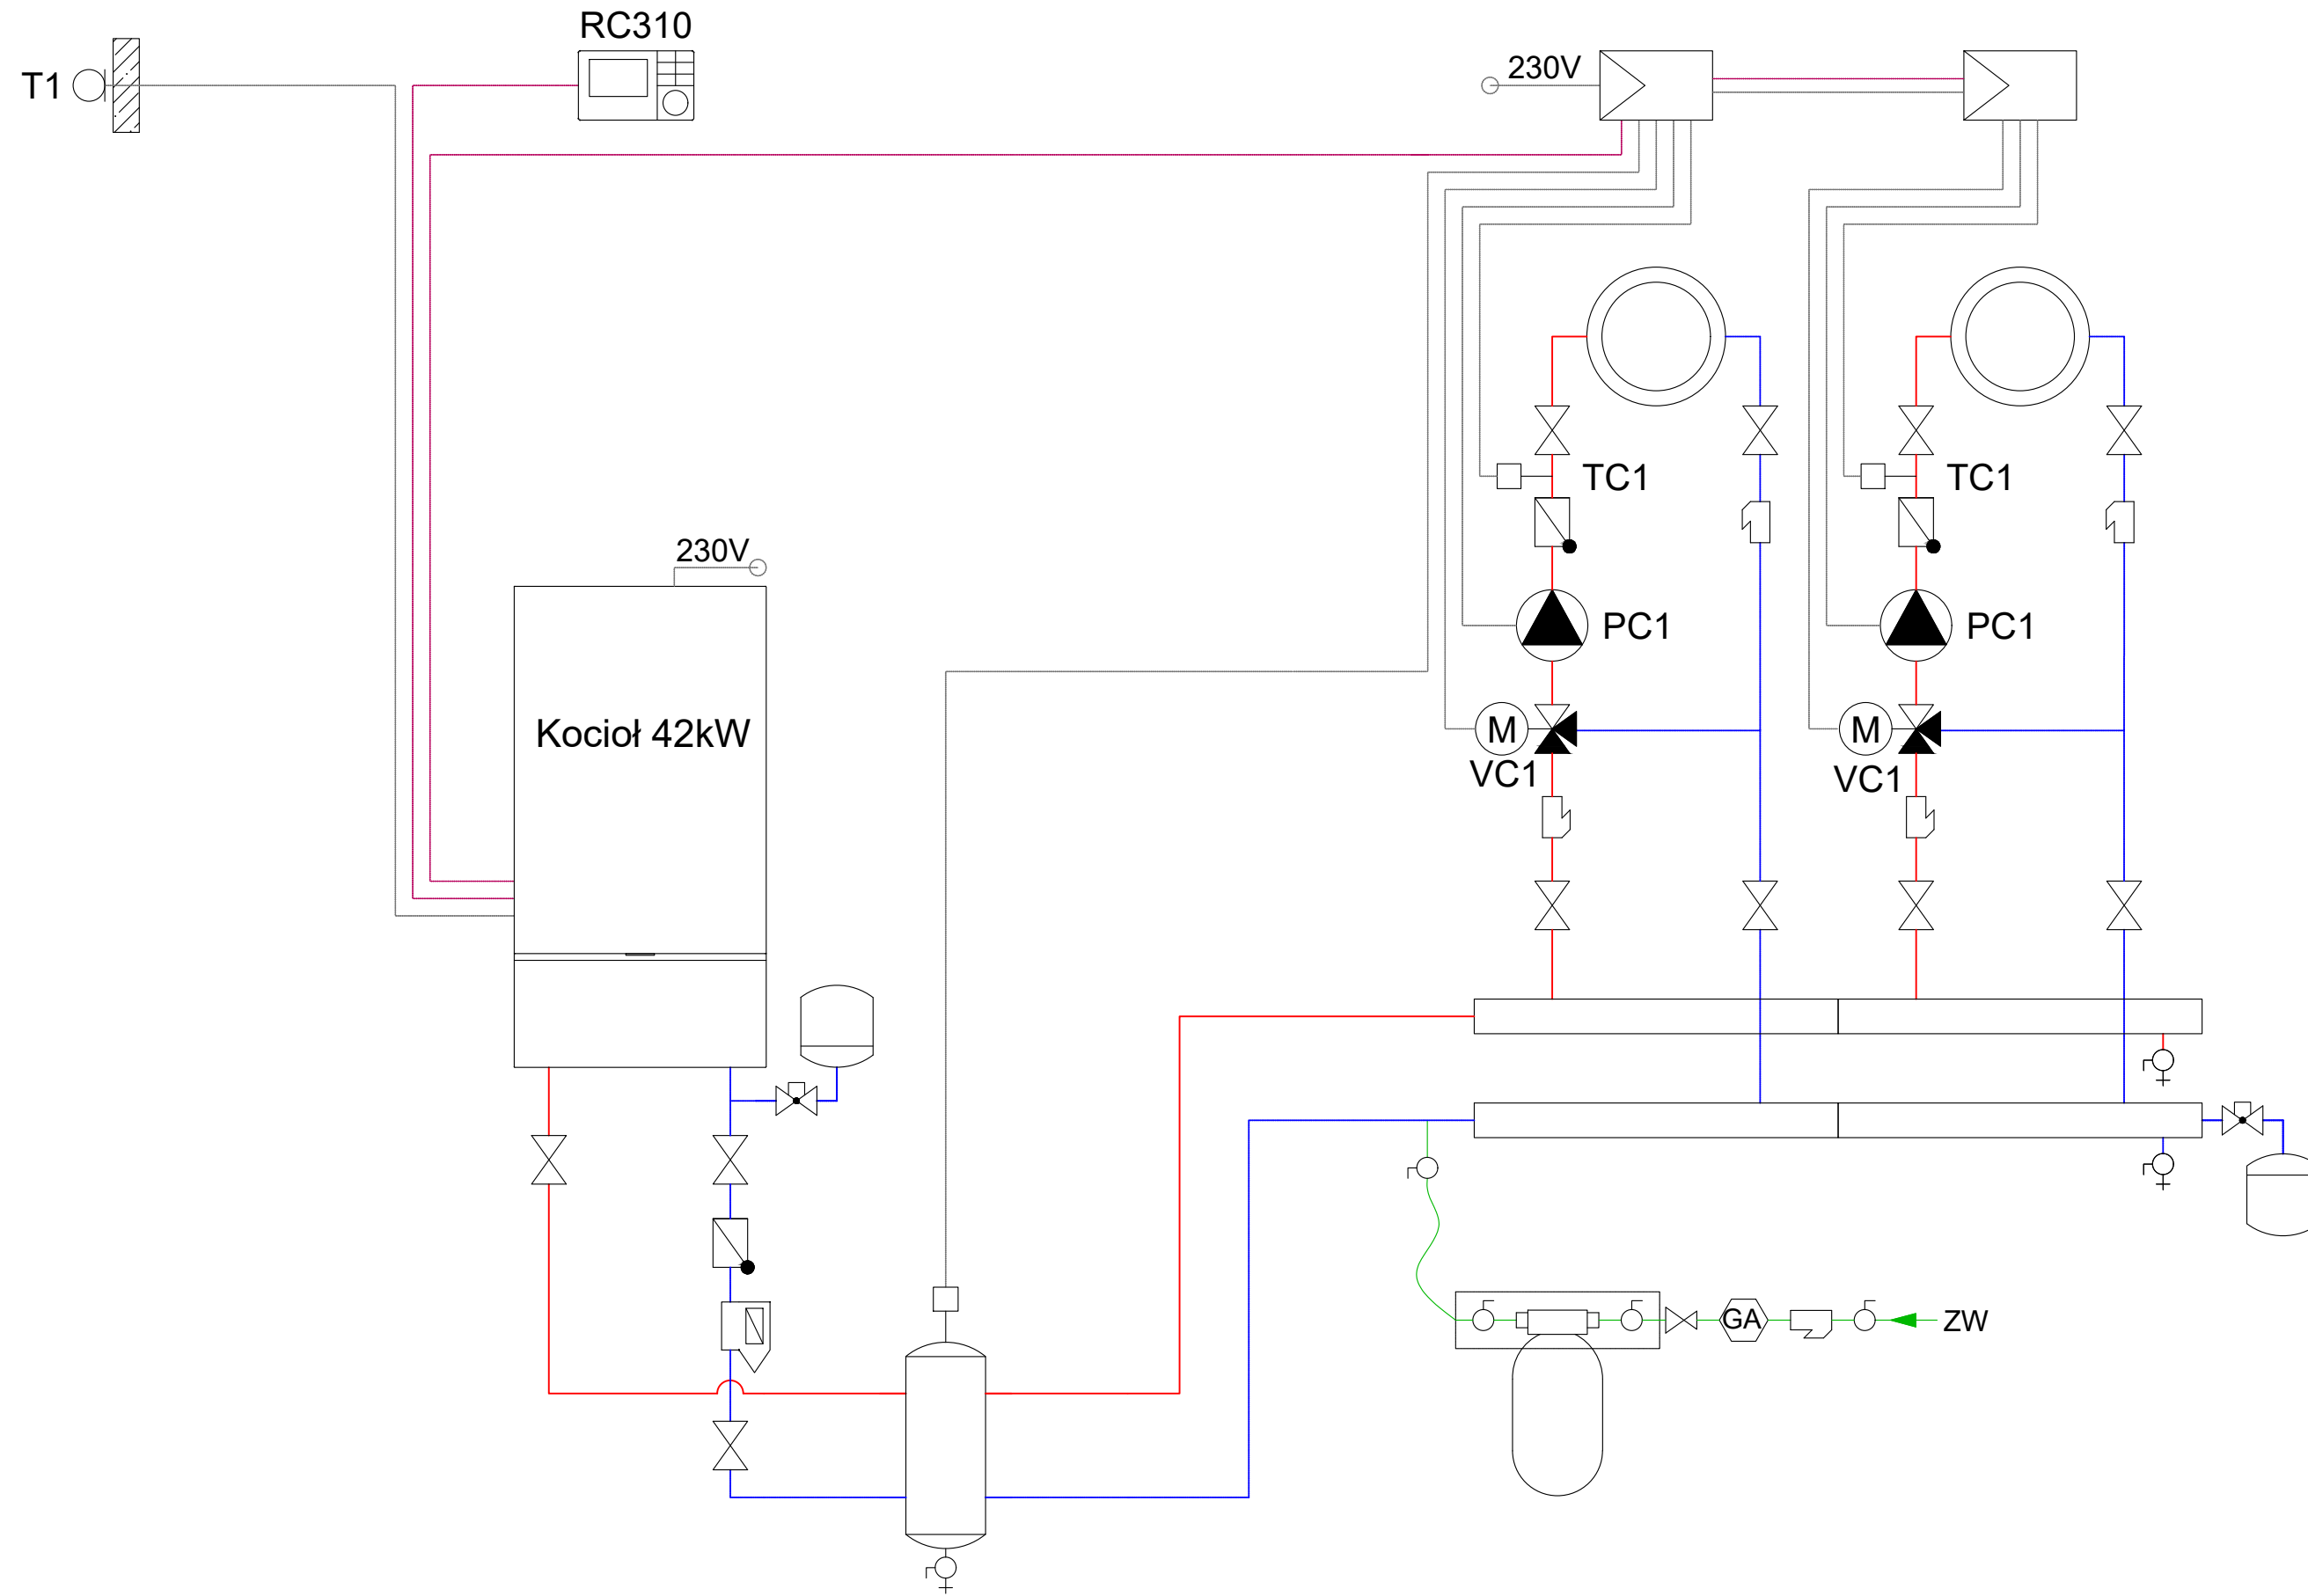 RC310
T1
230V
TC1
TC1
230V
PC1
PC1
Kocioł 42kW
M
M
VC1
VC1
GA
ZW